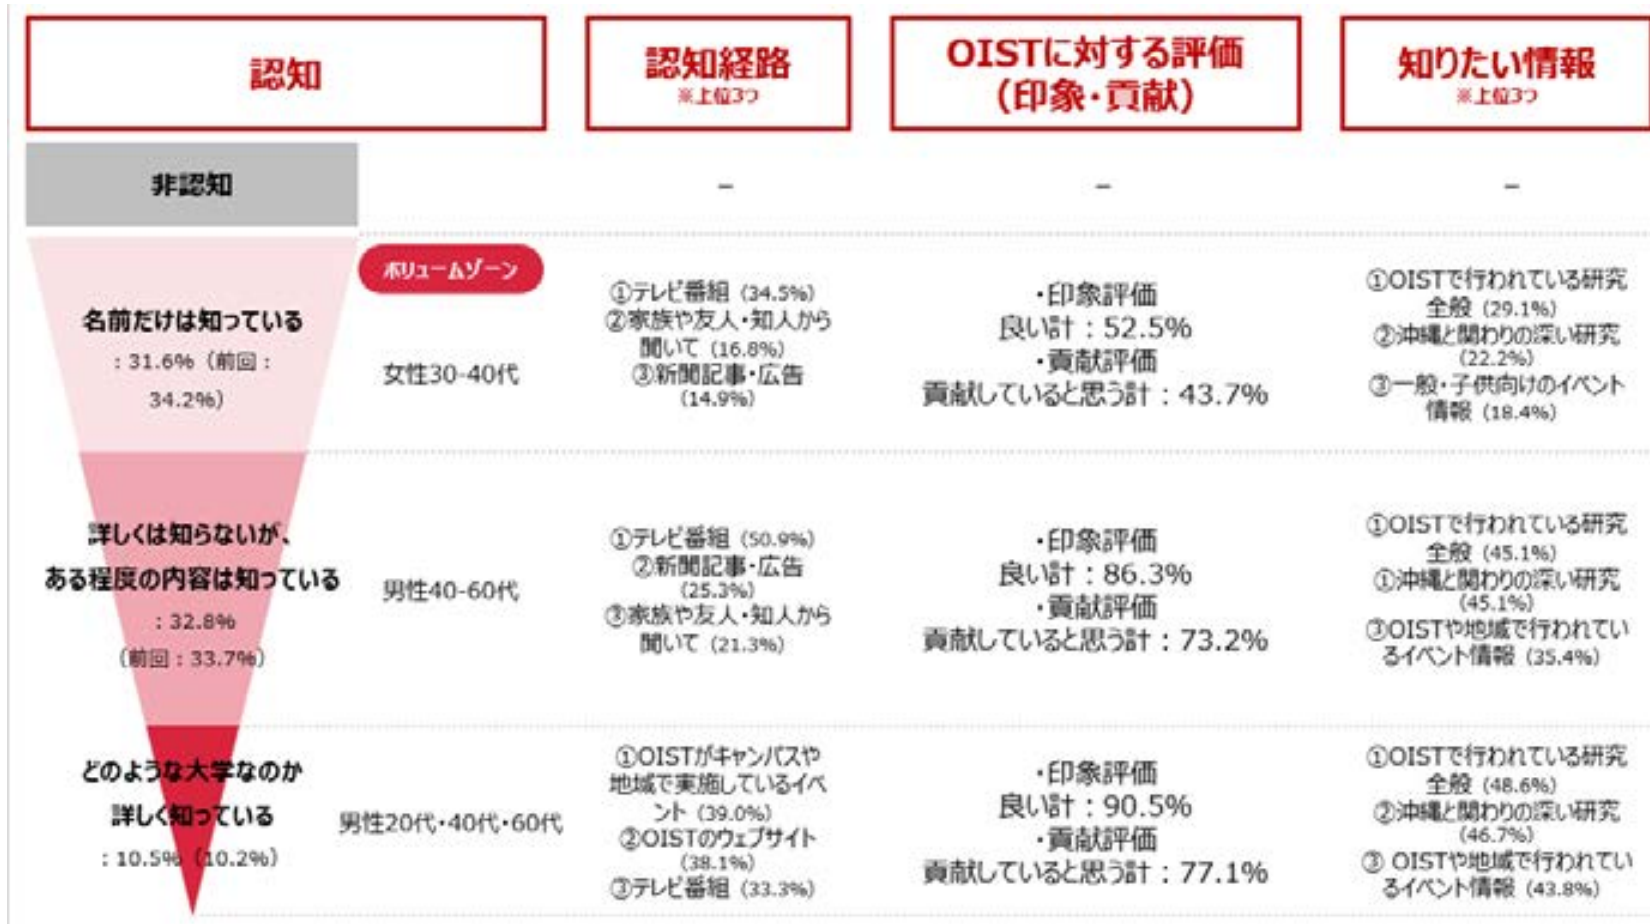 認知
認知経路
※上位3つ
OISTに対する評価
(印象・貢献)
知りたい情報
※上位3つ
非認知
－
－
－
名前だけは知っている
：31.6%（前回：
34.2%）
ボリュームゾーン
女性30-40代
①テレビ番組（34.5%）
②家族や友人・知人から
聞いて（16.8%）
③新聞記事・広告
（14.9%）
・印象評価
良い計：52.5%
・貢献評価
貢献していると思う計：43.7%
①OISTで行われている研究
全般（29.1%）
②沖縄と関わりの深い研究
（22.2%）
③一般・子供向けのイベント
情報（18.4%）
詳しくは知らないが、
ある程度の内容は知っている
：32.8%
（前回：33.7%）
男性40-60代
①テレビ番組（50.9%）
②新聞記事・広告
（25.3%）
③家族や友人・知人から
聞いて（21.3%）
・印象評価
良い計：86.3%
・貢献評価
貢献していると思う計：73.2%
①OISTで行われている研究
全般（45.1%）
①沖縄と関わりの深い研究
（45.1%）
③OISTや地域で行われてい
るイベント情報（35.4%）
どのような大学なのか
詳しく知っている
：10.5%（10.2%）
男性20代・40代・60代
①OISTがキャンパスや
地域で実施しているイベ
ント（39.0%）
②OISTのウェブサイト
（38.1%）
③テレビ番組（33.3%）
・印象評価
良い計：90.5%
・貢献評価
貢献していると思う計：77.1%
①OISTで行われている研究
全般（48.6%）
②沖縄と関わりの深い研究
（46.7%）
③ OISTや地域で行われてい
るイベント情報（43.8%）